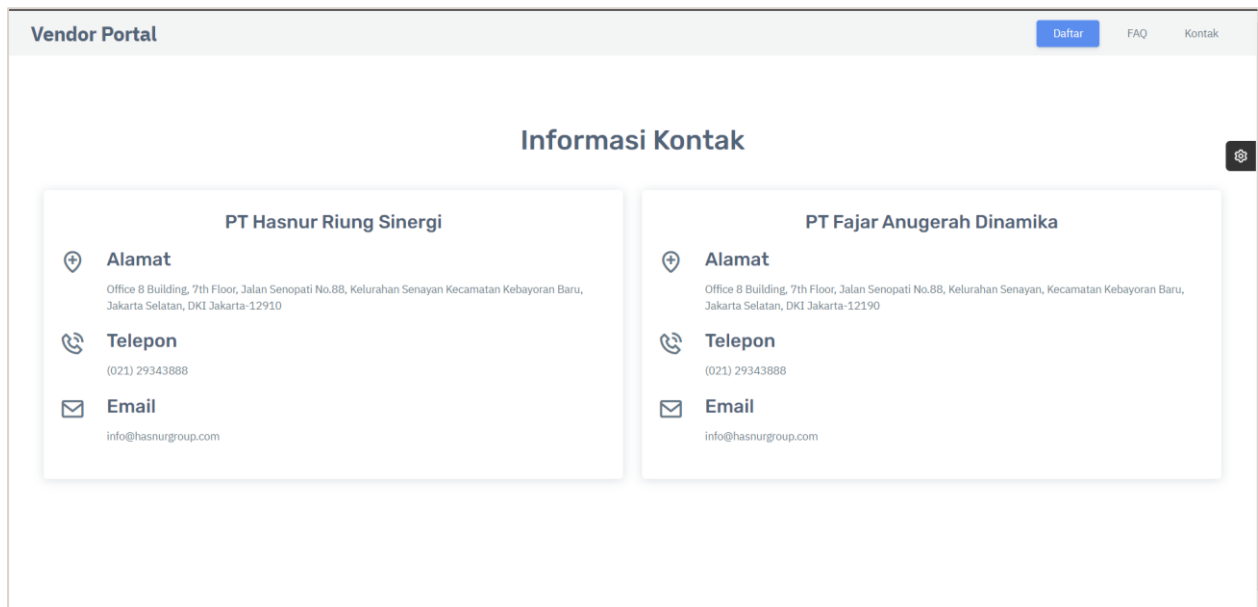 Vendor Portal
Daftar
FAQ
Kontak
Informasi Kontak
PT Hasnur Riung Sinergi
Alamat
Office 8 Building, 7th Floor, Jalan Senopati No.88, Kelurahan Senayan Kecamatan Kebayoran Baru,
Jakarta Selatan, DKI Jakarta-12910
Telepon
(021) 29343888
Email
info@hasnurgroup.com
PT Fajar Anugerah Dinamika
Alamat
Office 8 Building, 7th Floor, Jalan Senopati No.88, Kelurahan Senayan, Kecamatan Kebayoran Baru,
Jakarta Selatan, DKI Jakarta-12190
Telepon
(021) 29343888
Email
info@hasnurgroup.com